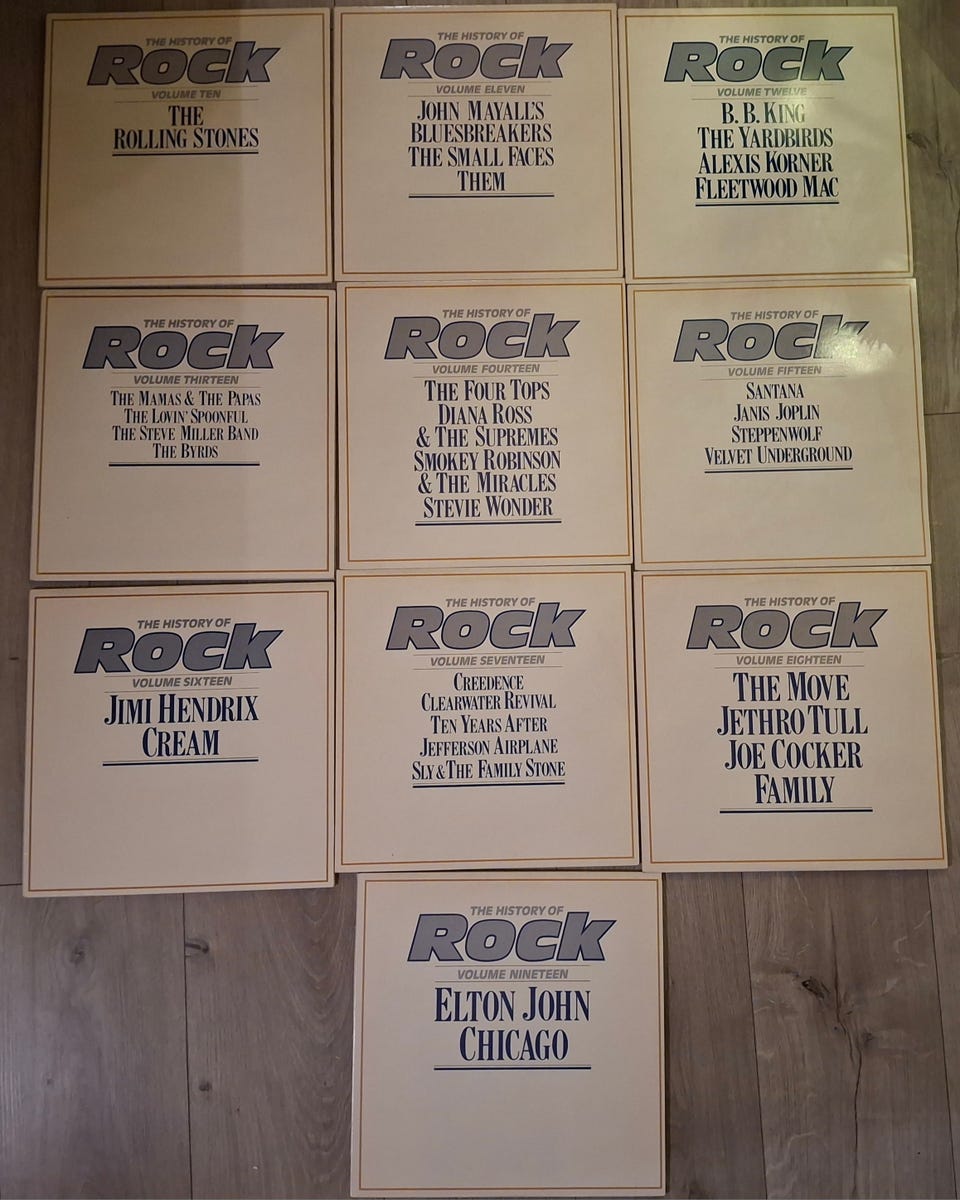 THE HISTORY OF
ROCK
VOLUME TEN
THE
ROLLING STONES
THE HISTORY OF
ROCK
VOLUME ELEVEN
JOHN MAYALL'S
BLUESBREAKERS
THE SMALL FACES
THEM
THE HISTORY OF
ROCK
VOLUME TWELVE
B. B. KING
THE YARDBIRDS
ALEXIS KORNER
FLEETWOOD MAC
THE HISTORY OF
ROCK
VOLUME THIRTEEN
THE MAMAS & THE PAPAS
THE LOVIN' SPOONFUL
THE STEVE MILLER BAND
THE BYRDS
THE HISTORY OF
ROCK
VOLUME FOURTEEN
THE FOUR TOPS
DIANA ROSS
& THE SUPREMES
SMOKEY ROBINSON
& THE MIRACLES
STEVIE WONDER
THE HISTORY OF
ROCK
VOLUME FIFTEEN
SANTANA
JANIS JOPLIN
STEPPENWOLF
VELVET UNDERGROUND
THE HISTORY OF
ROCK
VOLUME SIXTEEN
JIMI HENDRIX
CREAM
THE HISTORY OF
ROCK
VOLUME SEVENTEEN
CREEDENCE
CLEARWATER REVIVAL
TEN YEARS AFTER
JEFFERSON AIRPLANE
SLY & THE FAMILY STONE
THE HISTORY OF
ROCK
VOLUME EIGHTEEN
THE MOVE
JETHRO TULL
JOE COCKER
FAMILY
THE HISTORY OF
ROCK
VOLUME NINETEEN
ELTON JOHN
CHICAGO